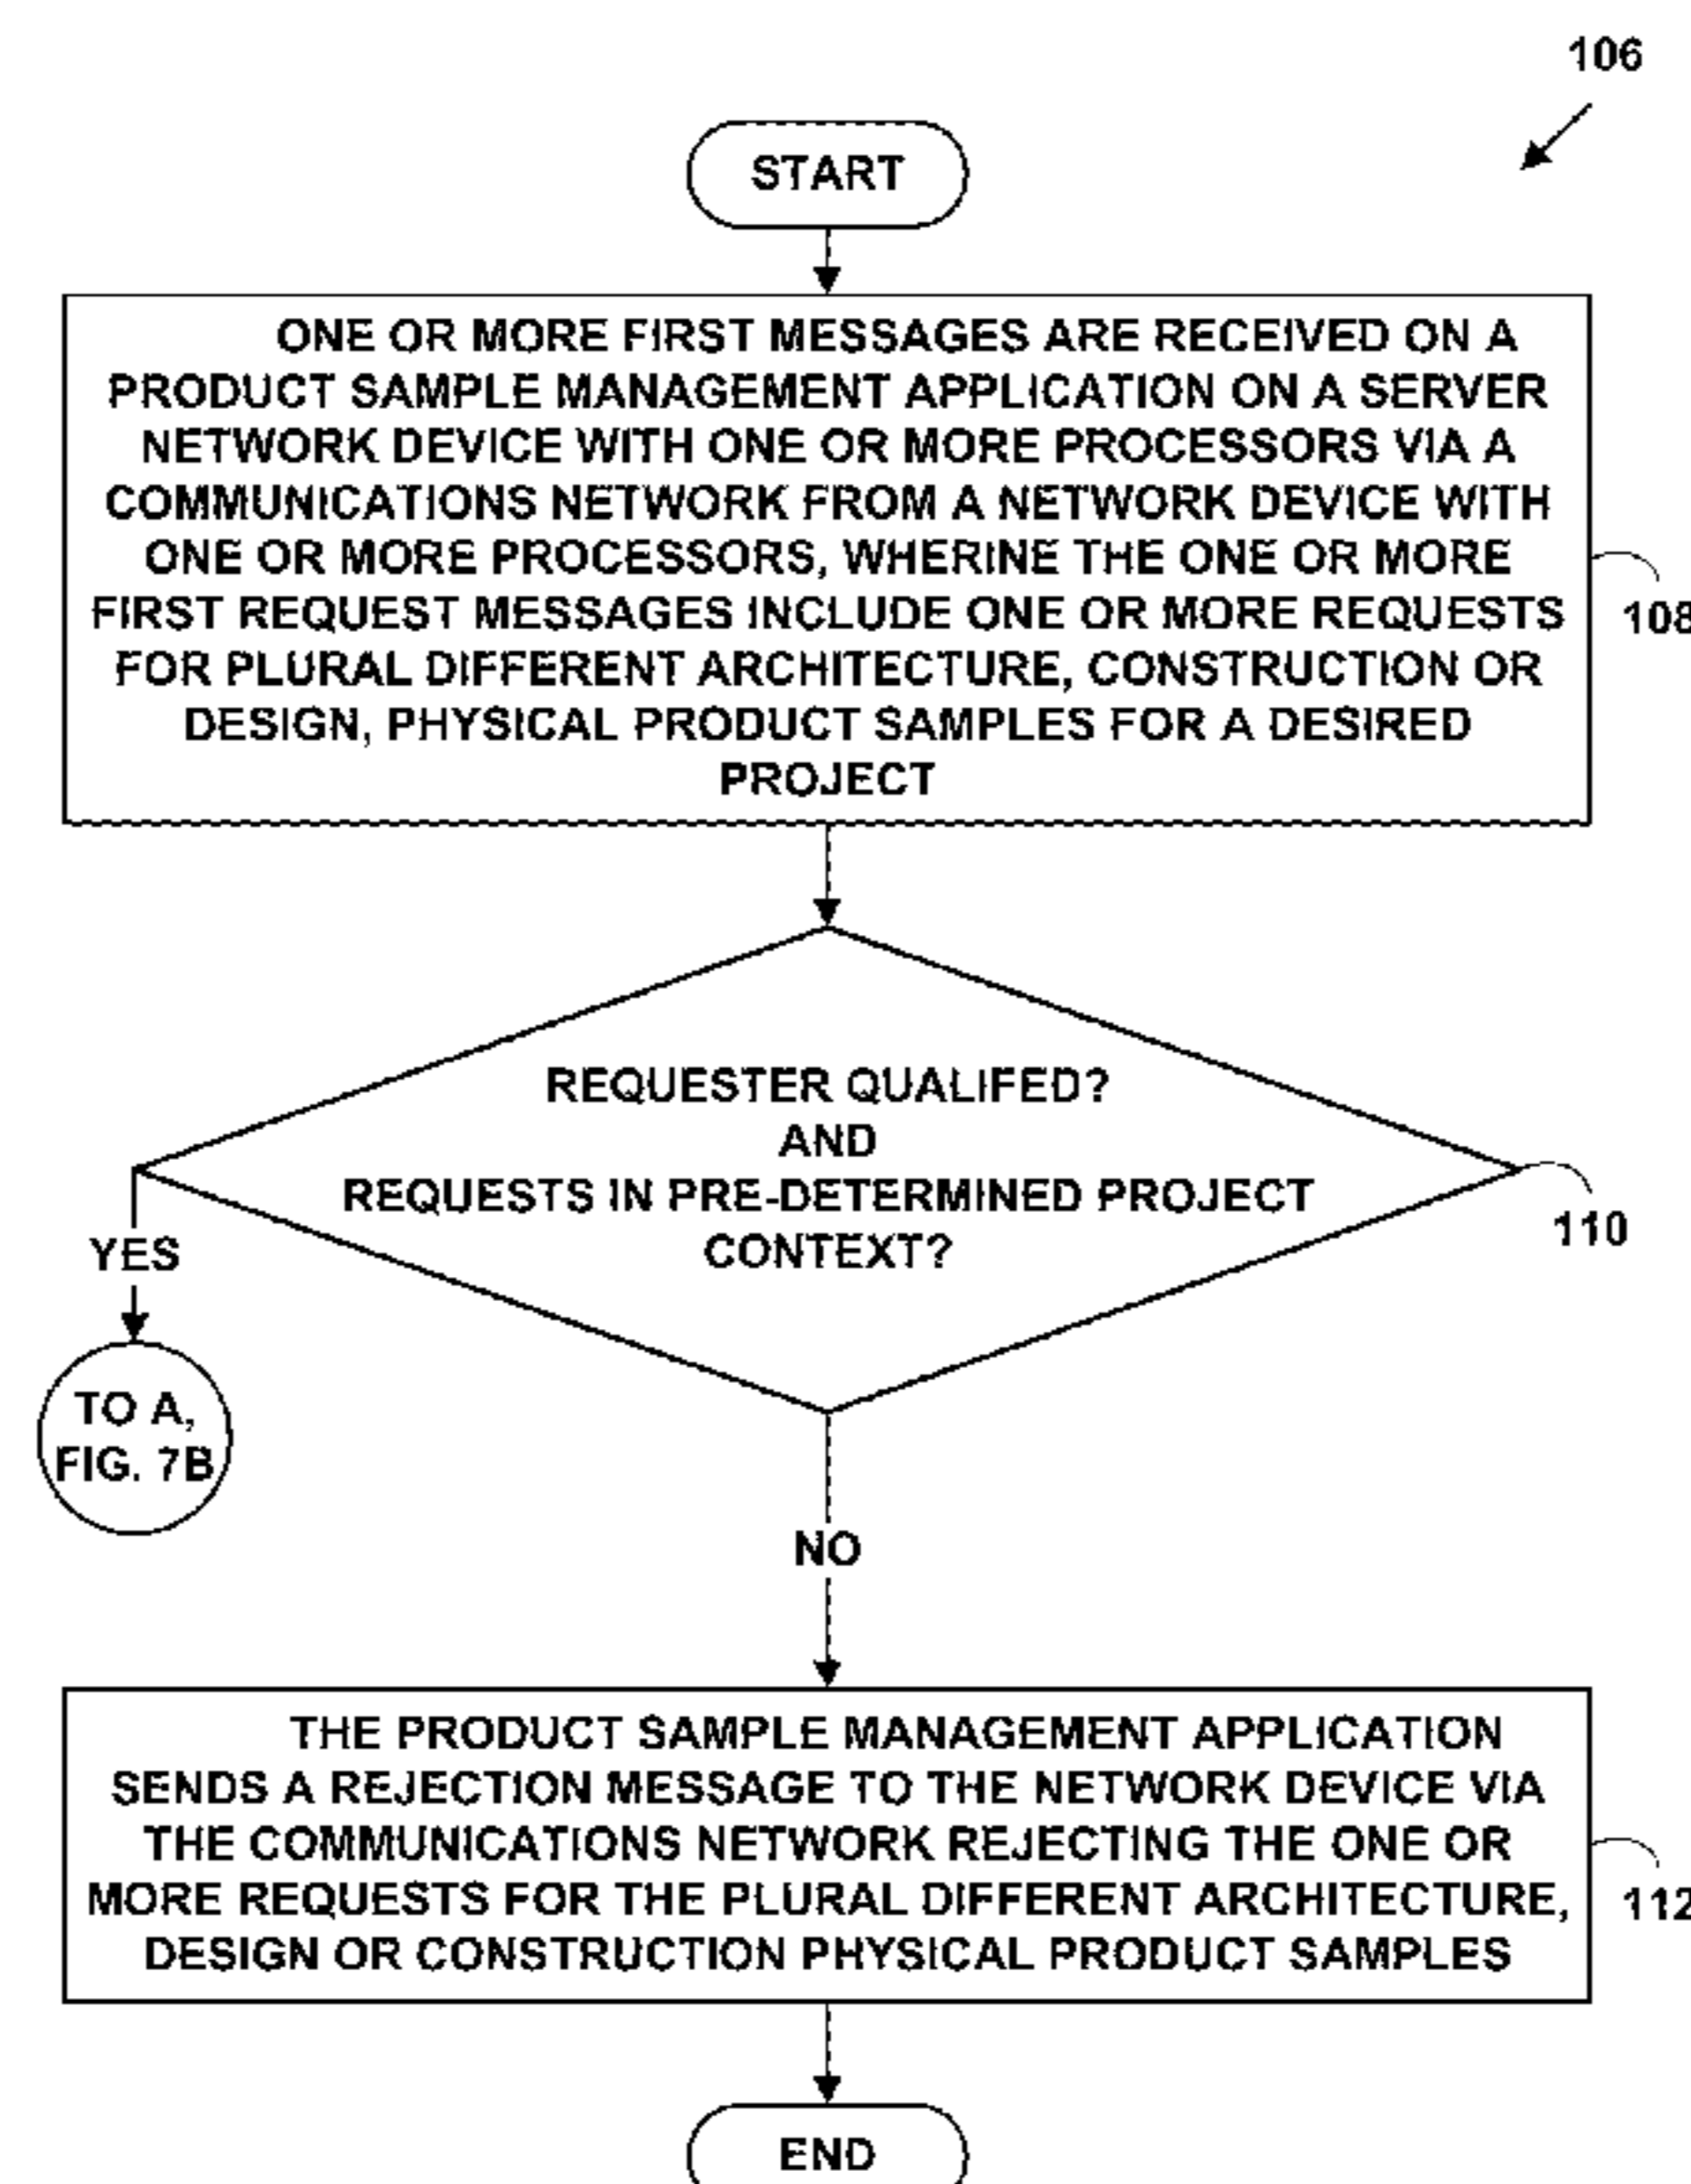 106
START
ONE OR MORE FIRST MESSAGES ARE RECEIVED ON A
PRODUCT SAMPLE MANAGEMENT APPLICATION ON A SERVER
NETWORK DEVICE WITH ONE OR MORE PROCESSORS VIA A
COMMUNICATIONS NETWORK FROM A NETWORK DEVICE WITH
ONE OR MORE PROCESSORS, WHERINE THE ONE OR MORE
FIRST REQUEST MESSAGES INCLUDE ONE OR MORE REQUESTS
FOR PLURAL DIFFERENT ARCHITECTURE, CONSTRUCTION OR
DESIGN, PHYSICAL PRODUCT SAMPLES FOR A DESIRED
PROJECT
108
REQUESTER QUALIFED?
AND
REQUESTS IN PRE-DETERMINED PROJECT
CONTEXT?
110
YES
TO A,
FIG. 7B
NO
THE PRODUCT SAMPLE MANAGEMENT APPLICATION
SENDS A REJECTION MESSAGE TO THE NETWORK DEVICE VIA
THE COMMUNICATIONS NETWORK REJECTING THE ONE OR
MORE REQUESTS FOR THE PLURAL DIFFERENT ARCHITECTURE,
DESIGN OR CONSTRUCTION PHYSICAL PRODUCT SAMPLES
112
END